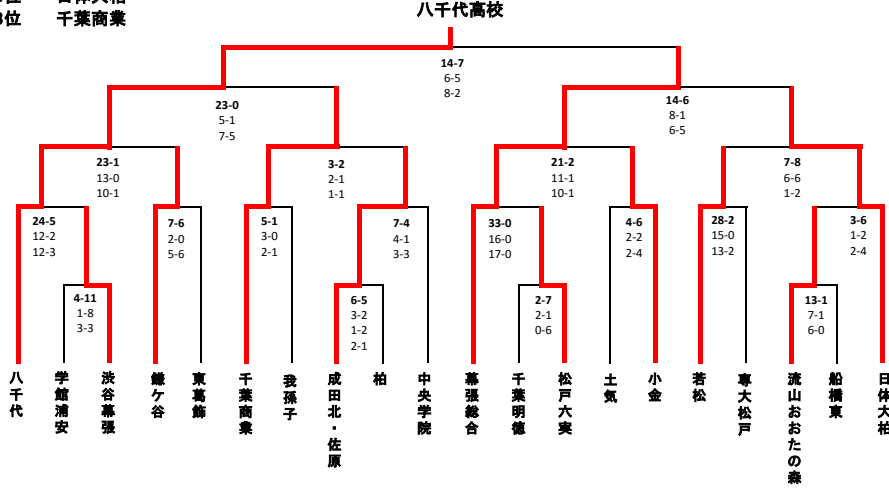 位 日体大柏
3位 千葉商業
八千代高校
14-7
6-5
8-2
23-0
5-1
7-5
14-6
8-1
6-5
23-1
13-0
10-1
3-2
2-1
1-1
21-2
11-1
10-1
7-8
6-6
1-2
24-5
12-2
12-3
7-6
2-0
5-6
5-1
3-0
2-1
7-4
4-1
3-3
33-0
16-0
17-0
4-6
2-2
2-4
28-2
15-0
13-2
3-6
1-2
2-4
4-11
1-8
3-3
6-5
3-2
1-2
2-1
2-7
2-1
0-6
13-1
7-1
6-0
八千代
学館浦安
渋谷幕張
鎌ケ谷
東葛飾
千葉商業
我孫子
成田北・佐原
柏
中央学院
幕張総合
千葉明徳
松戸六実
土気
小金
若松
専大松戸
流山おおたの森
船橋東
日体大柏